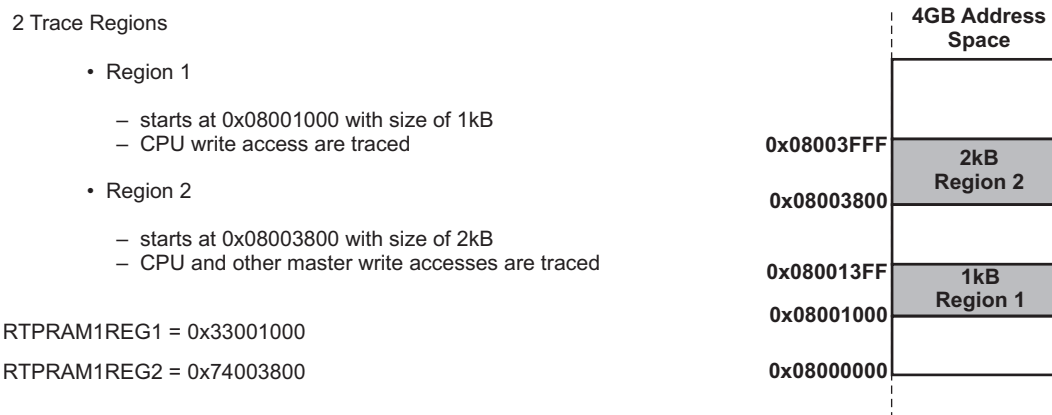 2 Trace Regions
• Region 1
– starts at 0x08001000 with size of 1kB
– CPU write access are traced
• Region 2
– starts at 0x08003800 with size of 2kB
– CPU and other master write accesses are traced
RTPRAM1REG1 = 0x33001000
RTPRAM1REG2 = 0x74003800
4GB Address
Space
0x08003FFF
2kB
Region 2
0x08003800
0x080013FF
1kB
Region 1
0x08001000
0x08000000